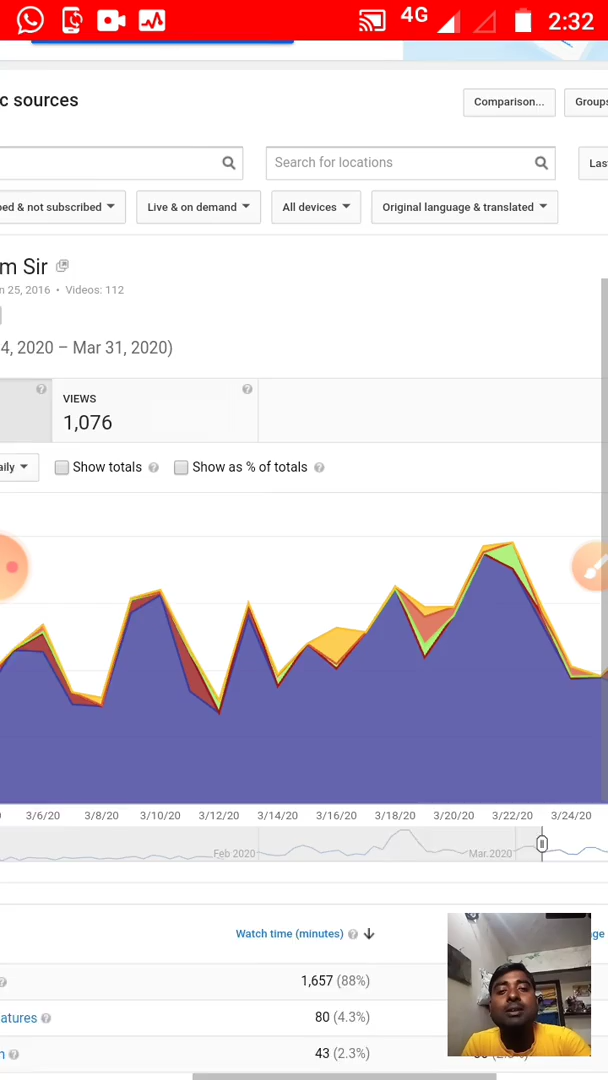 4G 2:32
c sources
Comparison...
Groups
Search for locations
Las
ed & not subscribed
Live & on demand
All devices
Original language & translated
m Sir
n 25, 2016 • Videos: 112
4, 2020 – Mar 31, 2020)
VIEWS
1,076
aily
Show totals
Show as % of totals
3/6/20 3/8/20 3/10/20 3/12/20 3/14/20 3/16/20 3/18/20 3/20/20 3/22/20 3/24/20
Feb 2020
Mar 2020
Watch time (minutes)
age
1,657 (88%)
atures
80 (4.3%)
43 (2.3%)